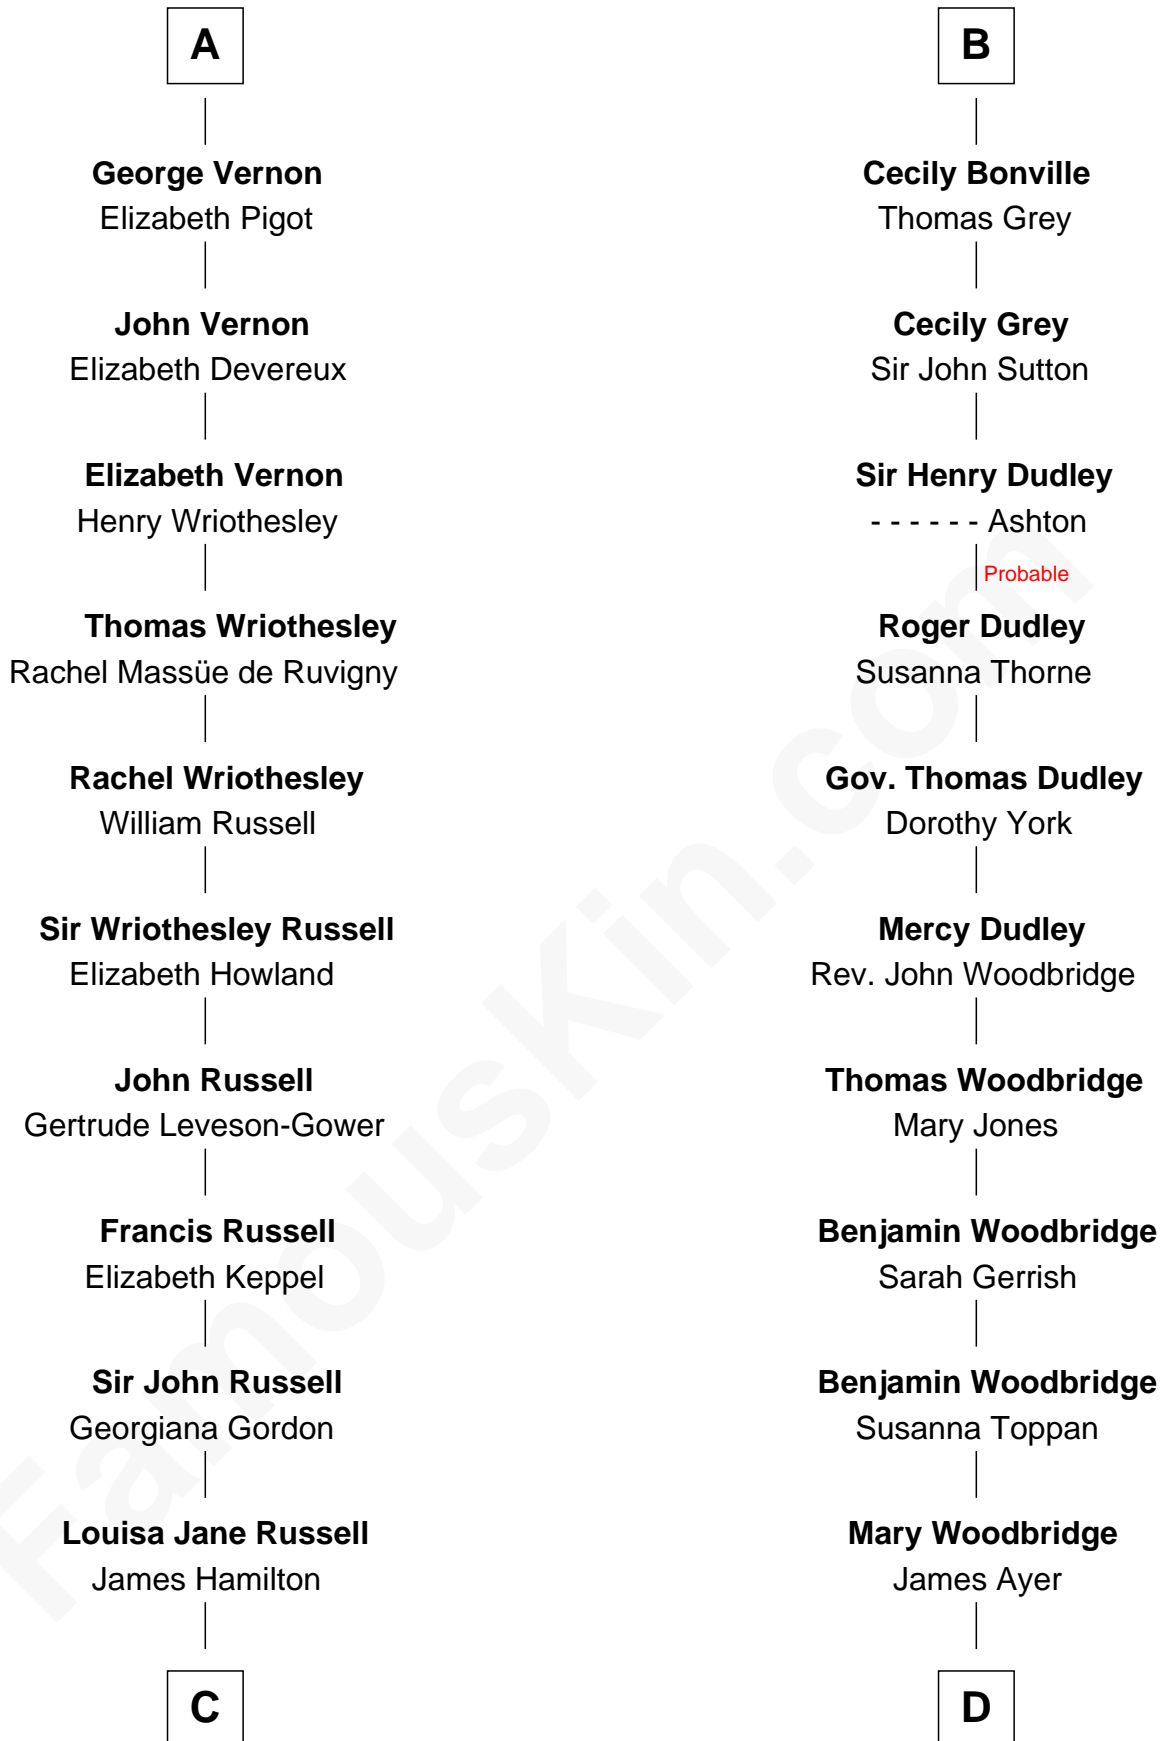 A
George Vernon
Elizabeth Pigot
John Vernon
Elizabeth Devereux
Elizabeth Vernon
Henry Wriothesley
Thomas Wriothesley
Rachel Massüe de Ruvigny
Rachel Wriothesley
William Russell
Sir Wriothesley Russell
Elizabeth Howland
John Russell
Gertrude Leveson-Gower
Francis Russell
Elizabeth Keppel
Sir John Russell
Georgiana Gordon
Louisa Jane Russell
James Hamilton
C
B
Cecily Bonville
Thomas Grey
Cecily Grey
Sir John Sutton
Sir Henry Dudley
- - - - - - Ashton
Probable
Roger Dudley
Susanna Thorne
Gov. Thomas Dudley
Dorothy York
Mercy Dudley
Rev. John Woodbridge
Thomas Woodbridge
Mary Jones
Benjamin Woodbridge
Sarah Gerrish
Benjamin Woodbridge
Susanna Toppan
Mary Woodbridge
James Ayer
D
FamousKin.com